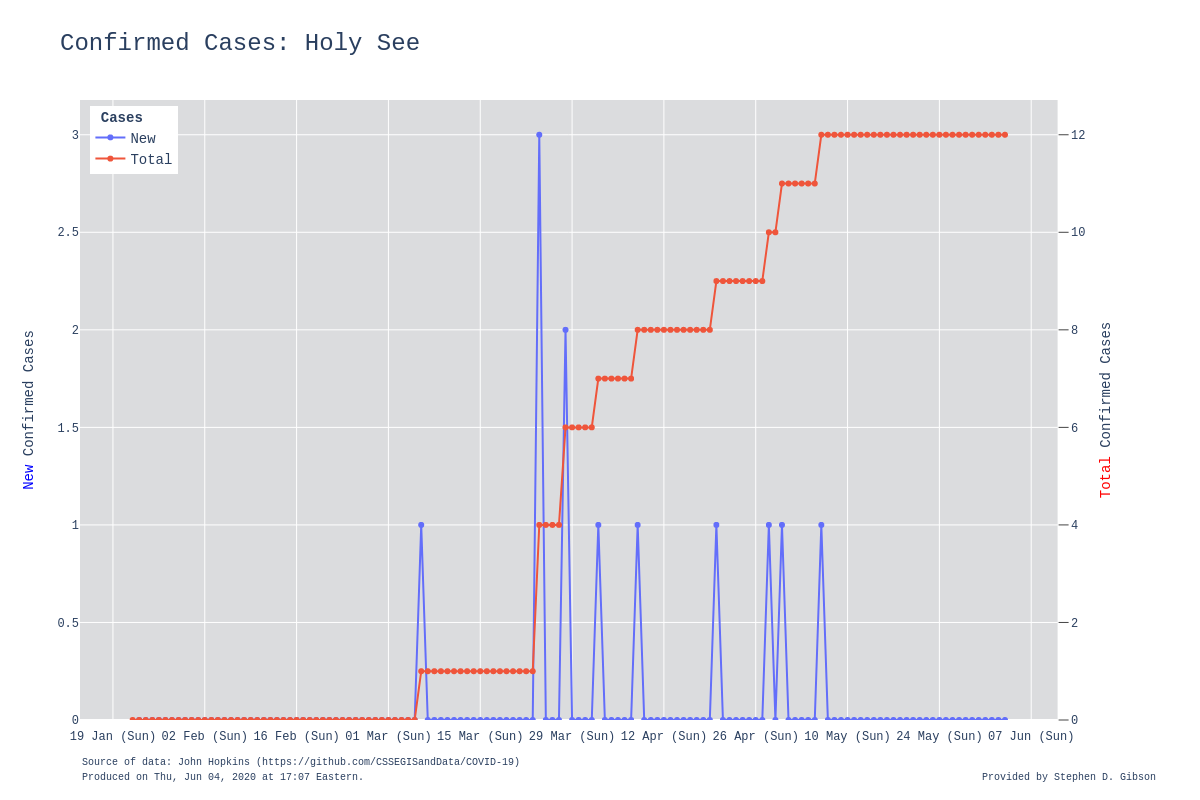 Confirmed Cases: Holy See
Cases
New
Total
3
2.5
2
1.5
1
0.5
0
12
10
8
6
4
2
0
New Confirmed Cases
Total Confirmed Cases
19 Jan (Sun) 02 Feb (Sun) 16 Feb (Sun) 01 Mar (Sun) 15 Mar (Sun) 29 Mar (Sun) 12 Apr (Sun) 26 Apr (Sun) 10 May (Sun) 24 May (Sun) 07 Jun (Sun)
Source of data: John Hopkins (https://github.com/CSSEGISandData/COVID-19)
Produced on Thu, Jun 04, 2020 at 17:07 Eastern.
Provided by Stephen D. Gibson